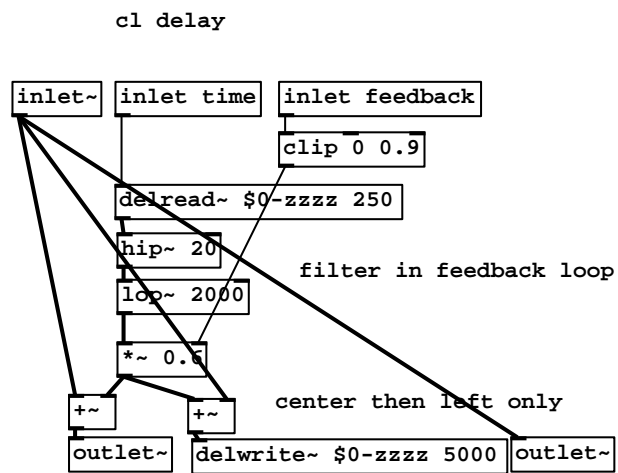 cl delay
inlet~ inlet time inlet feedback
clip 0 0.9
delread~ $0-zzzz 250
hip~ 20
filter in feedback loop
lop~ 2000
*~ 0.6
+~ +~ center then left only
outlet~ delwrite~ $0-zzzz 5000 outlet~